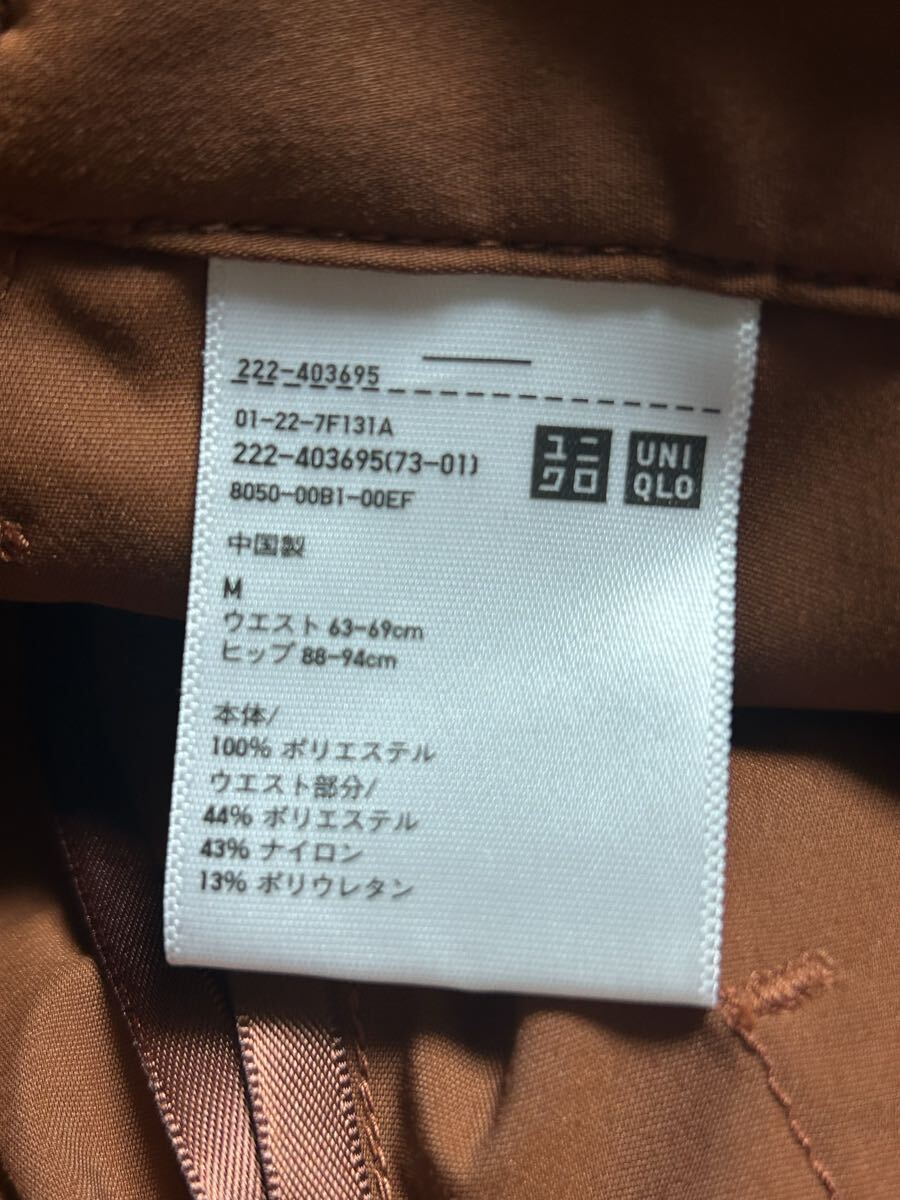 222-403695
01-22-7F131A
222-403695(73-01)
8050-00B1-00EF
ユニ
クロ
UNI
QLO
中国製
M
ウエスト 63-69cm
ヒップ 88-94cm
本体/
100% ポリエステル
ウエスト部分/
44% ポリエステル
43% ナイロン
13% ポリウレタン